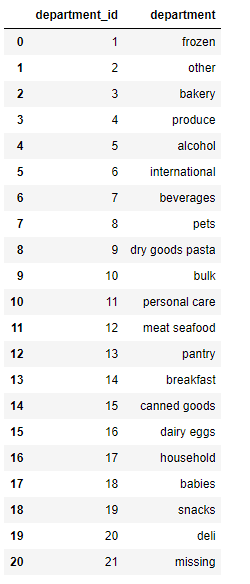 department_id department
0 1 frozen
1 2 other
2 3 bakery
3 4 produce
4 5 alcohol
5 6 international
6 7 beverages
7 8 pets
8 9 dry goods pasta
9 10 bulk
10 11 personal care
11 12 meat seafood
12 13 pantry
13 14 breakfast
14 15 canned goods
15 16 dairy eggs
16 17 household
17 18 babies
18 19 snacks
19 20 deli
20 21 missing